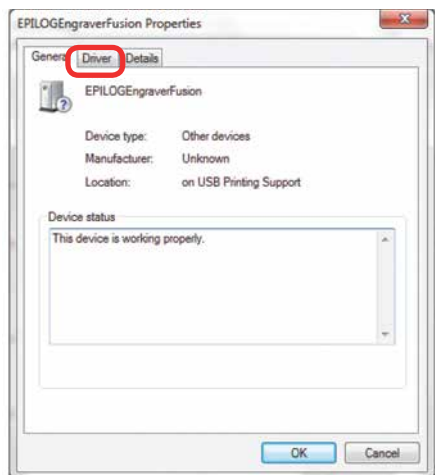 EPILOGEngraverFusion Properties
General Driver Details
EPILOGEngraverFusion
Device type: Other devices
Manufacturer: Unknown
Location: on USB Printing Support
Device status
This device is working properly.
OK Cancel